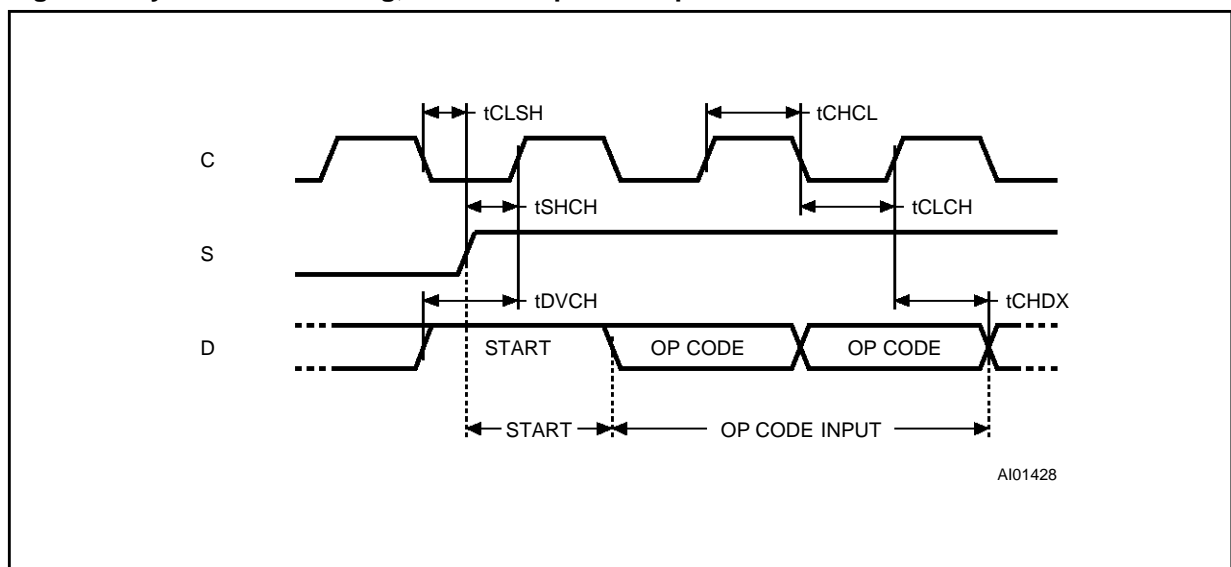 tCLSH
tCHCL
C
tSHCH
tCLCH
S
tDVCH
tCHDX
D
START
OP CODE
OP CODE
START
OP CODE INPUT
AI01428